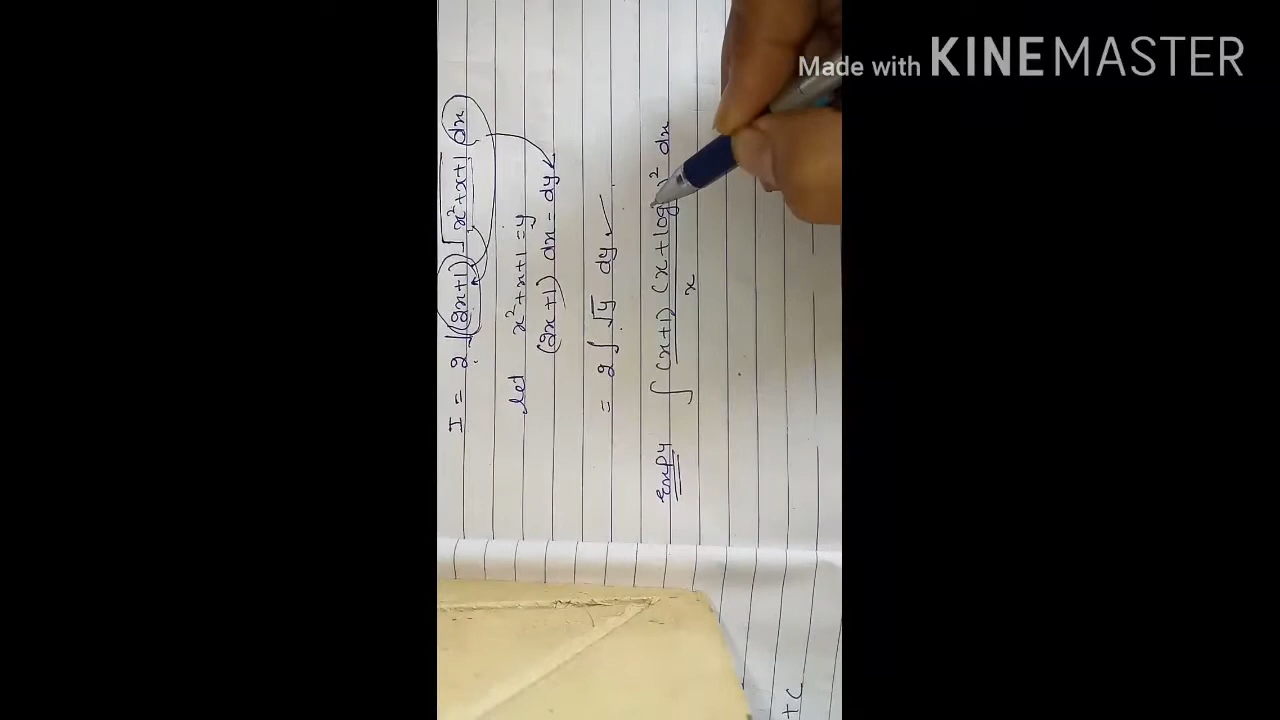 Made with KINEMASTER
I = 2 ∫ (2x+1) √x²+x+1 dx
let x²+x+1 = y
(2x+1) dx = dy
= 2 ∫ √y dy
∫ (x+1) (x+log )² dx
x
+c